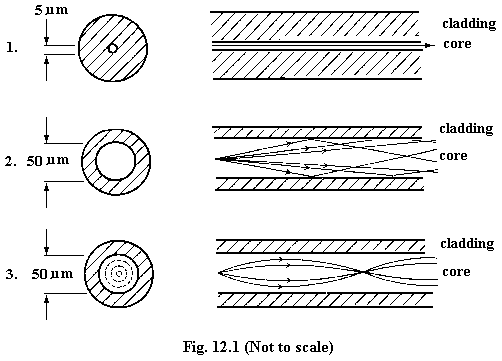 5 µm
1.
cladding
core
2.
50 µm
cladding
core
3.
50 µm
cladding
core
Fig. 12.1 (Not to scale)